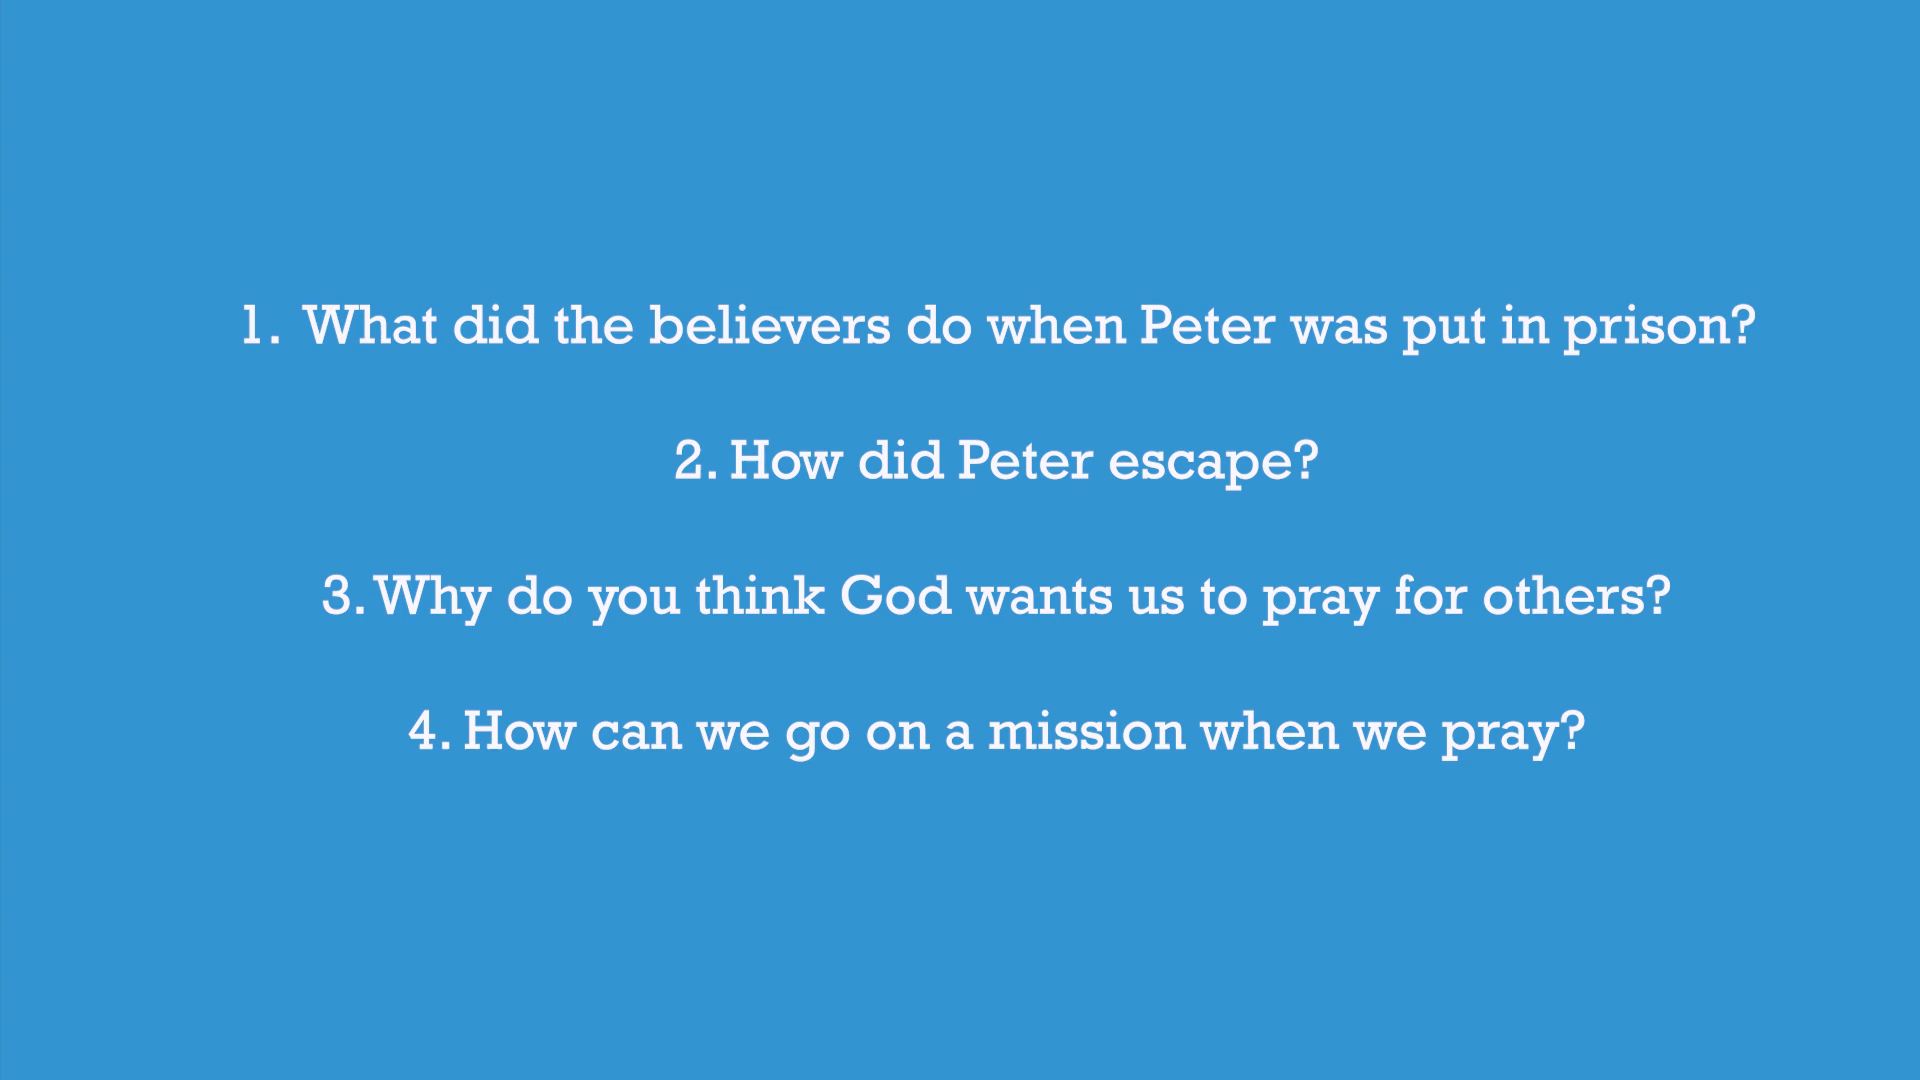 1. What did the believers do when Peter was put in prison?
2. How did Peter escape?
3. Why do you think God wants us to pray for others?
4. How can we go on a mission when we pray?